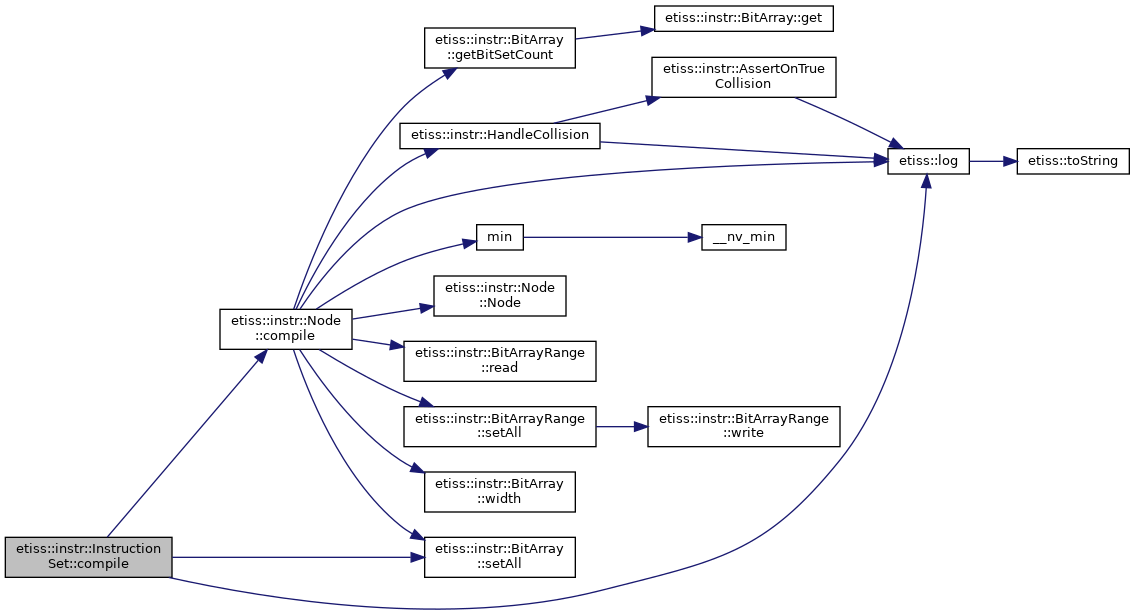 etiss::instr::BitArray::get
etiss::instr::BitArray
::getBitSetCount
etiss::instr::AssertOnTrue
Collision
etiss::instr::HandleCollision
etiss::log
etiss::toString
min
__nv_min
etiss::instr::Node
::Node
etiss::instr::Node
::compile
etiss::instr::BitArrayRange
::read
etiss::instr::BitArrayRange
::setAll
etiss::instr::BitArrayRange
::write
etiss::instr::BitArray
::width
etiss::instr::Instruction
Set::compile
etiss::instr::BitArray
::setAll